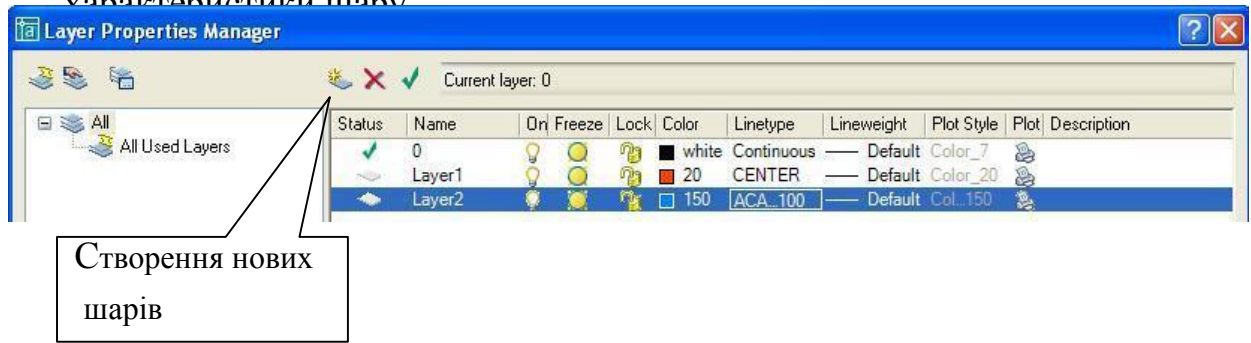 характеристики шару
Layer Properties Manager
Current layer: 0
All
All Used Layers
Status Name On Freeze Lock Color Linetype Lineweight Plot Style Plot Description
0 white Continuous Default Color_7
Layer1 20 CENTER Default Color_20
Layer2 150 ACA...100 Default Col...150
Створення нових
шарів